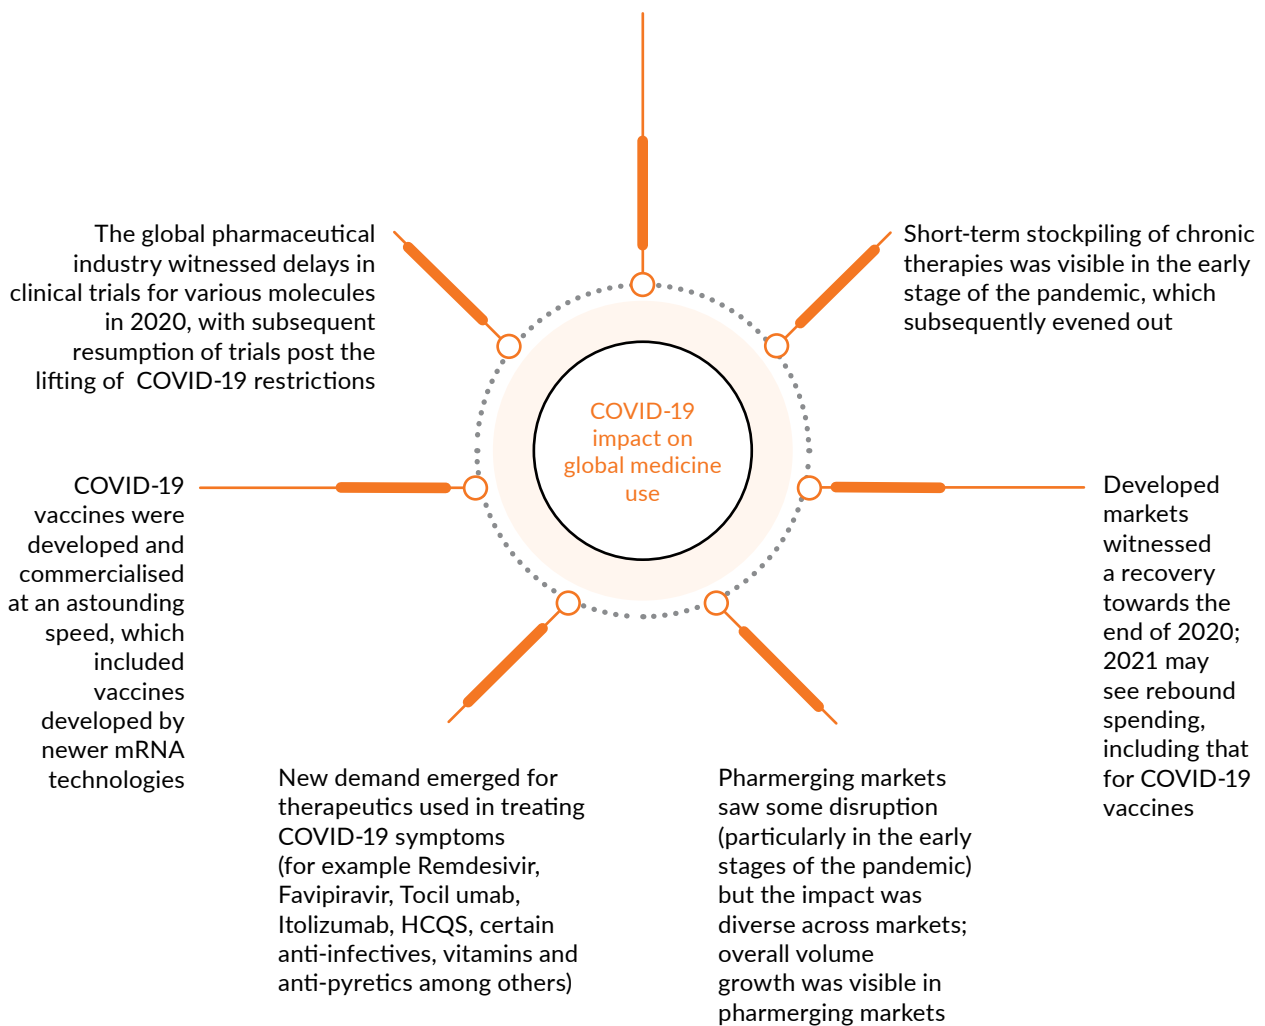 The global pharmaceutical
industry witnessed delays in
clinical trials for various molecules
in 2020, with subsequent
resumption of trials post the
lifting of  COVID-19 restrictions
Short-term stockpiling of chronic
therapies was visible in the early
stage of the pandemic, which
subsequently evened out
COVID-19
impact on
global medicine
use
COVID-19
vaccines were
developed and
commercialised
at an astounding
speed, which
included
vaccines
developed by
newer mRNA
technologies
Developed
markets
witnessed
a recovery
towards the
end of 2020;
2021 may
see rebound
spending,
including that
for COVID-19
vaccines
New demand emerged for
therapeutics used in treating
COVID-19 symptoms
(for example Remdesivir,
Favipiravir, Tocil umab,
Itolizumab, HCQS, certain
anti-infectives, vitamins and
anti-pyretics among others)
Pharmerging markets
saw some disruption
(particularly in the early
stages of the pandemic)
but the impact was
diverse across markets;
overall volume
growth was visible in
pharmerging markets